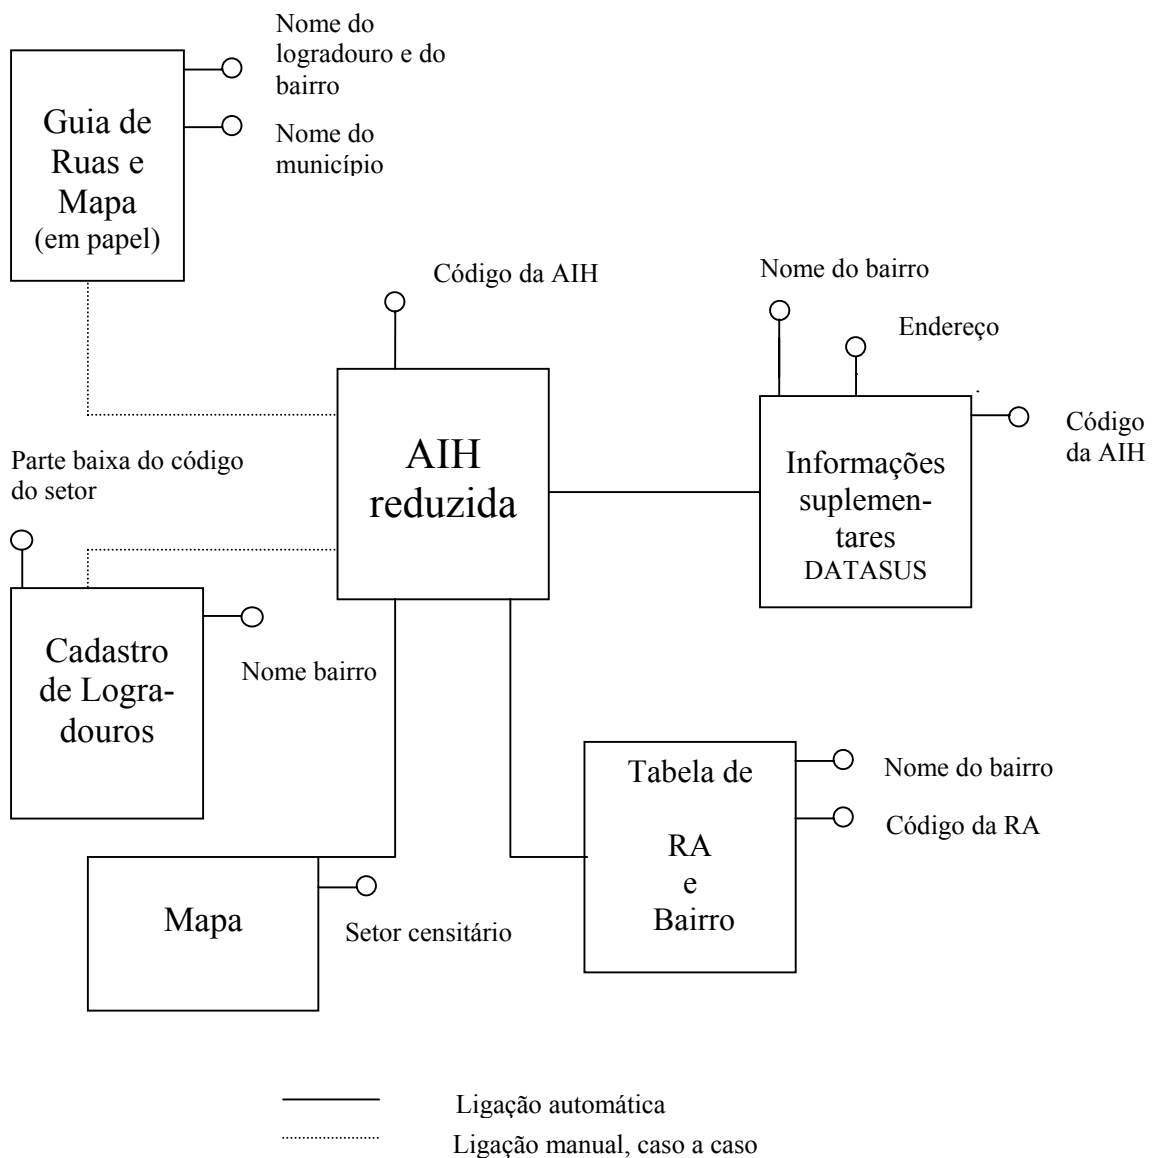 Nome do
logradouro e do
bairro
Guia de
Ruas e
Mapa
(em papel)
Nome do
município
Código da AIH
Nome do bairro
Endereço
Código
da AIH
AIH
reduzida
Informações
suplemen-
tares
DATASUS
Parte baixa do código
do setor
Cadastro
de Logra-
douros
Nome bairro
Tabela de
RA
e
Bairro
Nome do bairro
Código da RA
Mapa
Setor censitário
Ligação automática
Ligação manual, caso a caso